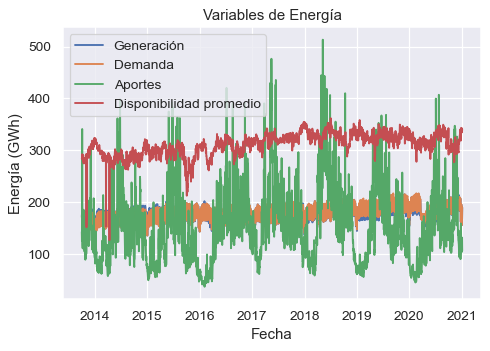 Variables de Energía
Generación
Demanda
Aportes
Disponibilidad promedio
Energía (GWh)
500
400
300
200
100
2014 2015 2016 2017 2018 2019 2020 2021
Fecha